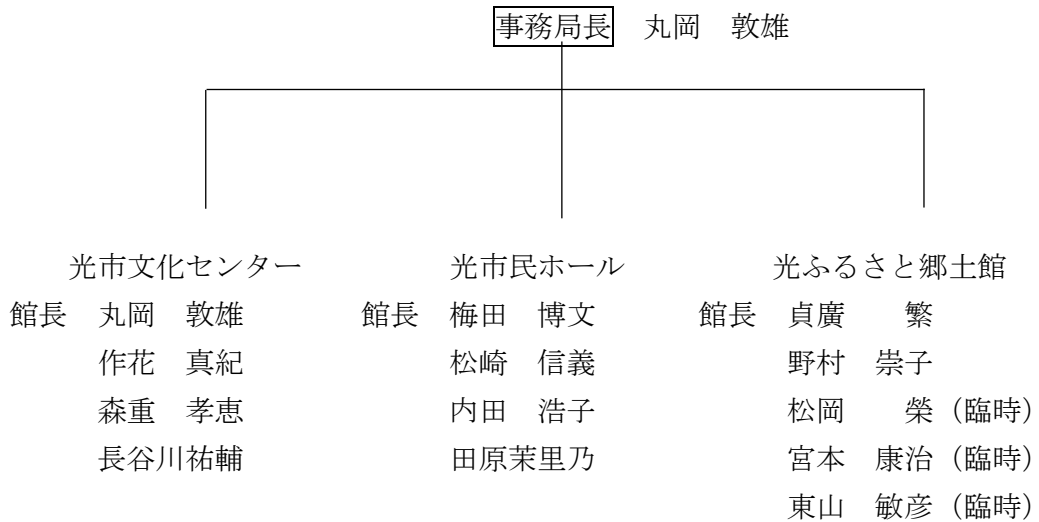 事務局長　丸岡　敦雄
光市文化センター
館長　丸岡　敦雄
作花　真紀
森重　孝恵
長谷川祐輔
光市民ホール
館長　梅田　博文
松崎　信義
内田　浩子
田原茉里乃
光ふるさと郷土館
館長　貞廣　　繁
野村　崇子
松岡　　榮（臨時）
宮本　康治（臨時）
東山　敏彦（臨時）